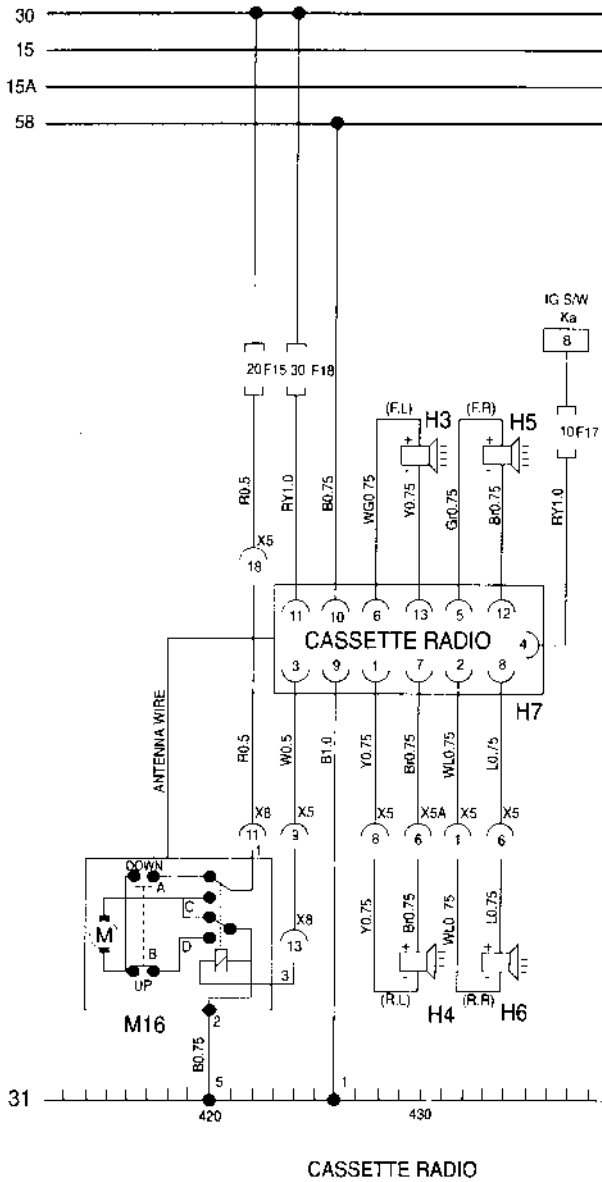 30
15
15A
58
IG S/W
Ka
8
20 F15 30 F18
10 F17
(F.L) H3 (F.R) H5
+ +
- -
R0.5 RY1.0 B0.75 WG0.75 Y0.75 Gr0.75 Br0.75 RY1.0
X5
18
11 10 6 13 5 12
CASSETTE RADIO 4
3 9 1 7 2 8
H7
ANTENNA WIRE R0.5 W0.5 B1.0 Y0.75 Br0.75 WL0.75 L0.75
X8 X5 X5 X5A X5 X5
11 9 8 6 1 6
1
DOWN
A
C
M
D
B
UP
X8
13
3
Y0.75 Br0.75 WL0.75 L0.75
+ +
- -
(R.L) H4 (R.R) H6
M16
2
B0.75
5 1
31
420 430
CASSETTE RADIO